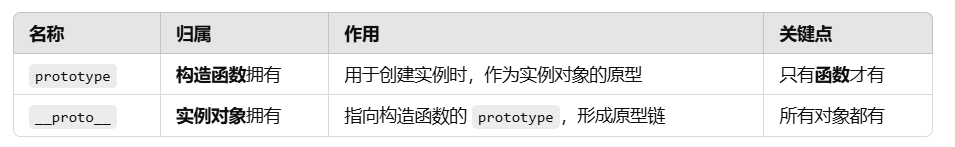 名称 归属 作用 关键点
prototype 构造函数拥有 用于创建实例时，作为实例对象的原型 只有函数才有
__proto__ 实例对象拥有 指向构造函数的 prototype，形成原型链 所有对象都有